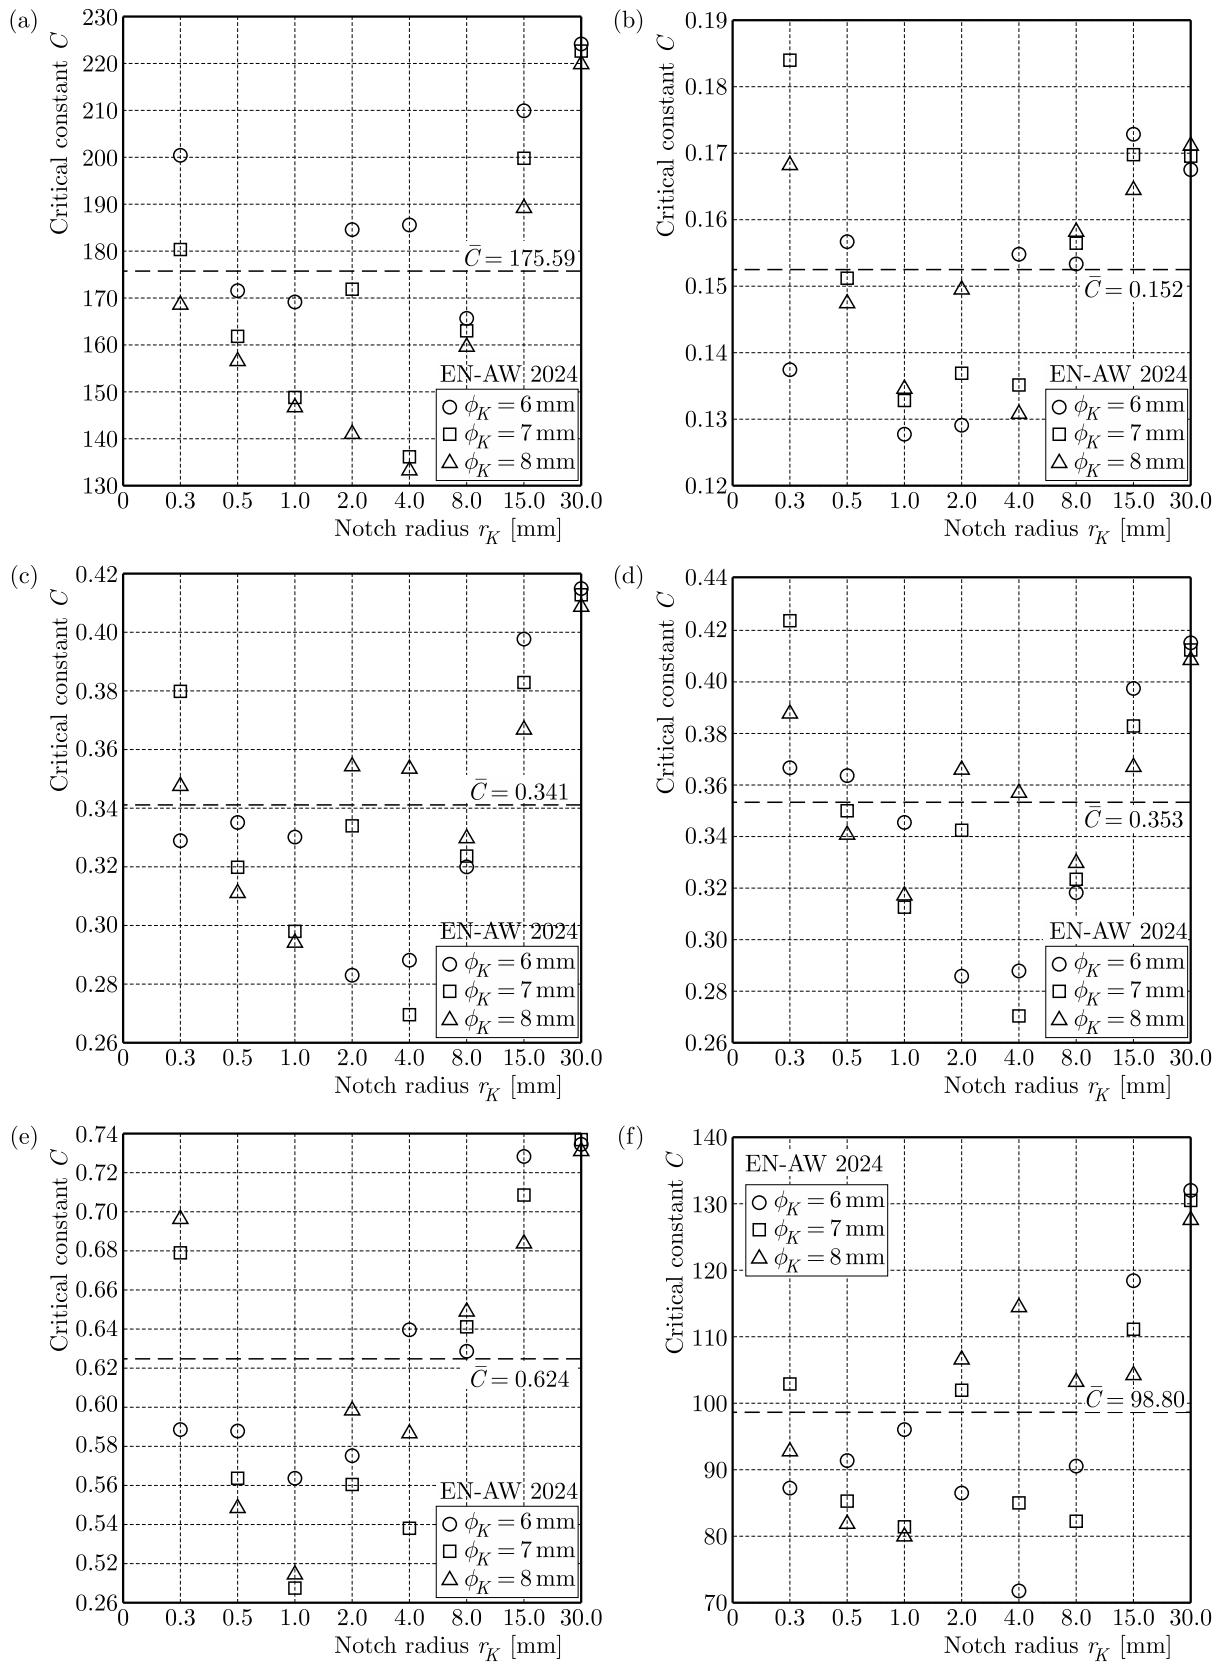 (a)
Critical constant C
230
220
210
200
190
180
170
160
150
140
130
C̄ = 175.59
EN-AW 2024
ϕK = 6 mm
ϕK = 7 mm
ϕK = 8 mm
0 0.3 0.5 1.0 2.0 4.0 8.0 15.0 30.0
Notch radius rK [mm]
(b)
Critical constant C
0.19
0.18
0.17
0.16
0.15
0.14
0.13
0.12
C̄ = 0.152
EN-AW 2024
ϕK = 6 mm
ϕK = 7 mm
ϕK = 8 mm
0 0.3 0.5 1.0 2.0 4.0 8.0 15.0 30.0
Notch radius rK [mm]
(c)
Critical constant C
0.42
0.40
0.38
0.36
0.34
0.32
0.30
0.28
0.26
C̄ = 0.341
EN-AW 2024
ϕK = 6 mm
ϕK = 7 mm
ϕK = 8 mm
0 0.3 0.5 1.0 2.0 4.0 8.0 15.0 30.0
Notch radius rK [mm]
(d)
Critical constant C
0.44
0.42
0.40
0.38
0.36
0.34
0.32
0.30
0.28
0.26
C̄ = 0.353
EN-AW 2024
ϕK = 6 mm
ϕK = 7 mm
ϕK = 8 mm
0 0.3 0.5 1.0 2.0 4.0 8.0 15.0 30.0
Notch radius rK [mm]
(e)
Critical constant C
0.74
0.72
0.70
0.68
0.66
0.64
0.62
0.60
0.58
0.56
0.54
0.52
0.26
C̄ = 0.624
EN-AW 2024
ϕK = 6 mm
ϕK = 7 mm
ϕK = 8 mm
0 0.3 0.5 1.0 2.0 4.0 8.0 15.0 30.0
Notch radius rK [mm]
(f)
Critical constant C
140
130
120
110
100
90
80
70
EN-AW 2024
ϕK = 6 mm
ϕK = 7 mm
ϕK = 8 mm
C̄ = 98.80
0 0.3 0.5 1.0 2.0 4.0 8.0 15.0 30.0
Notch radius rK [mm]